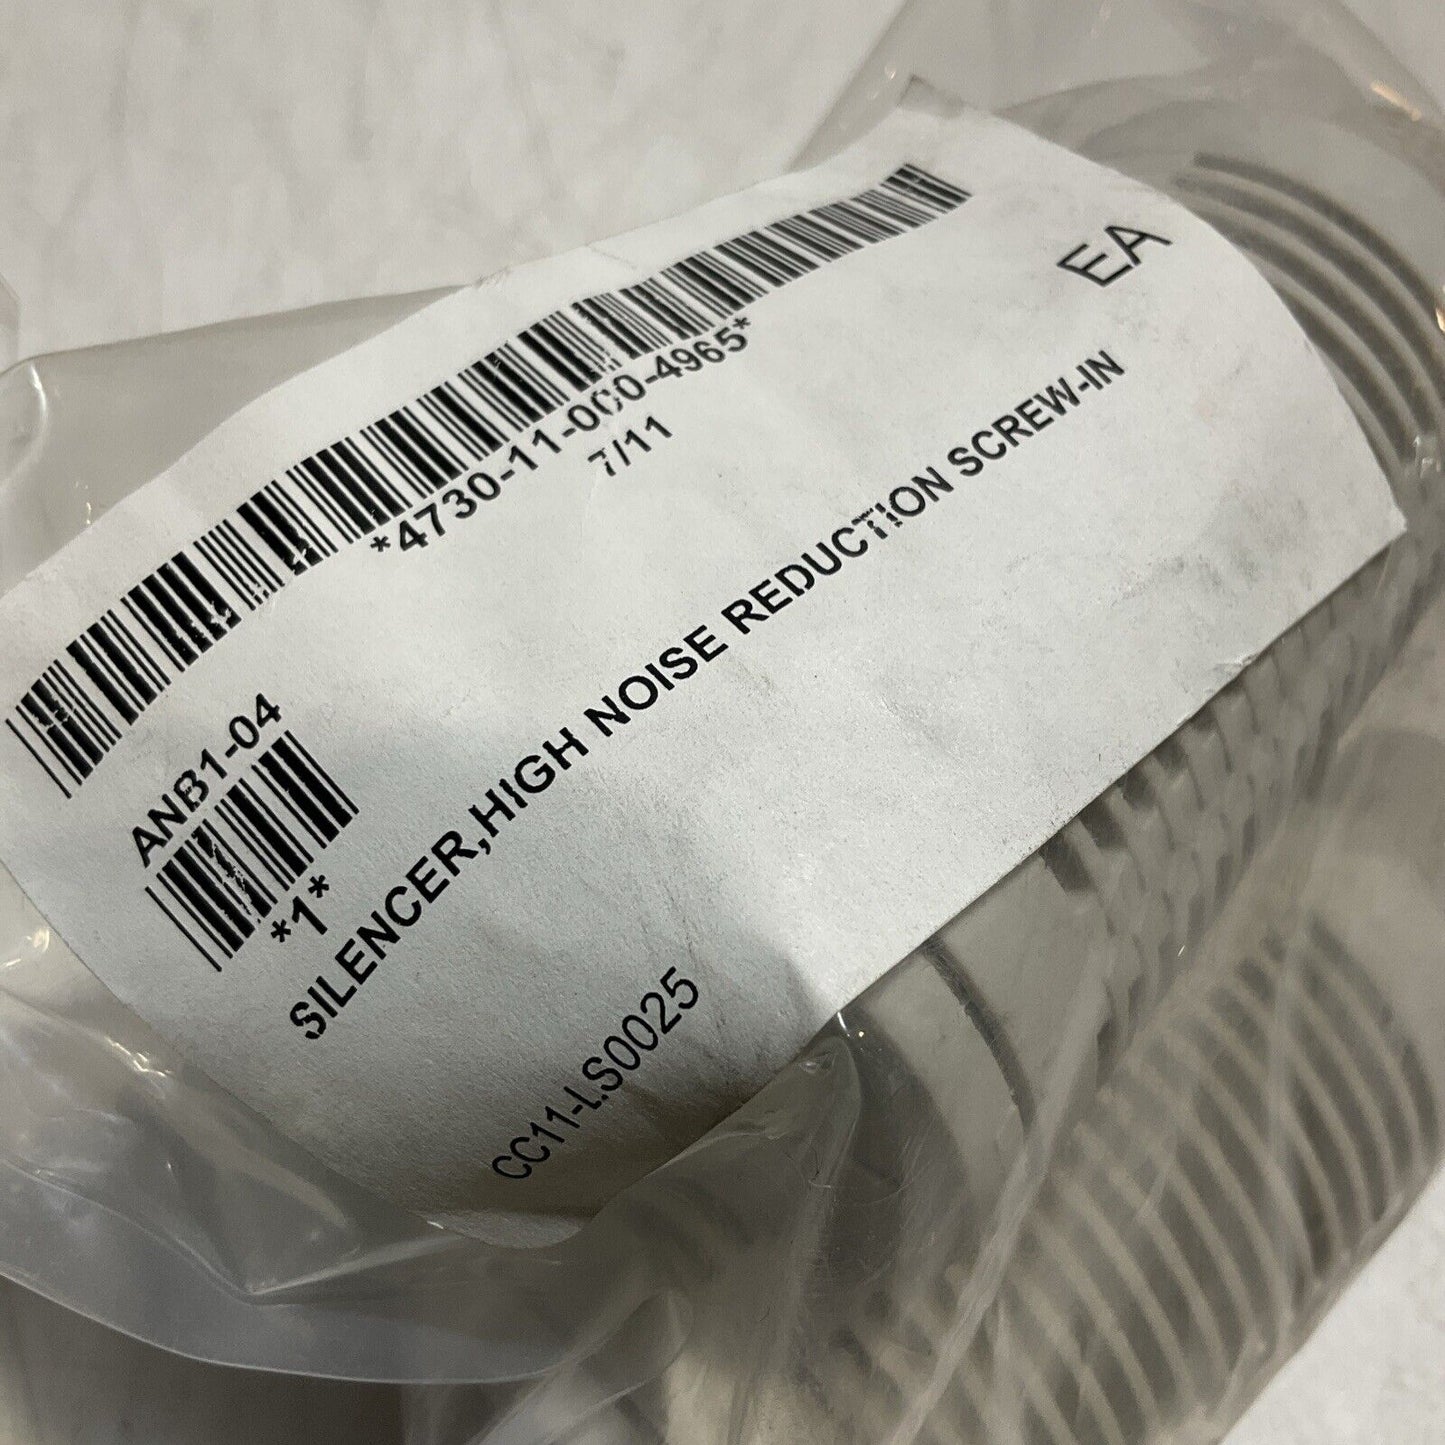 *4730-11-000-4965*
7/11
EA
ANB1-04
*1*
SILENCER,HIGH NOISE REDUCTION SCREW-IN
CC11-LS0025